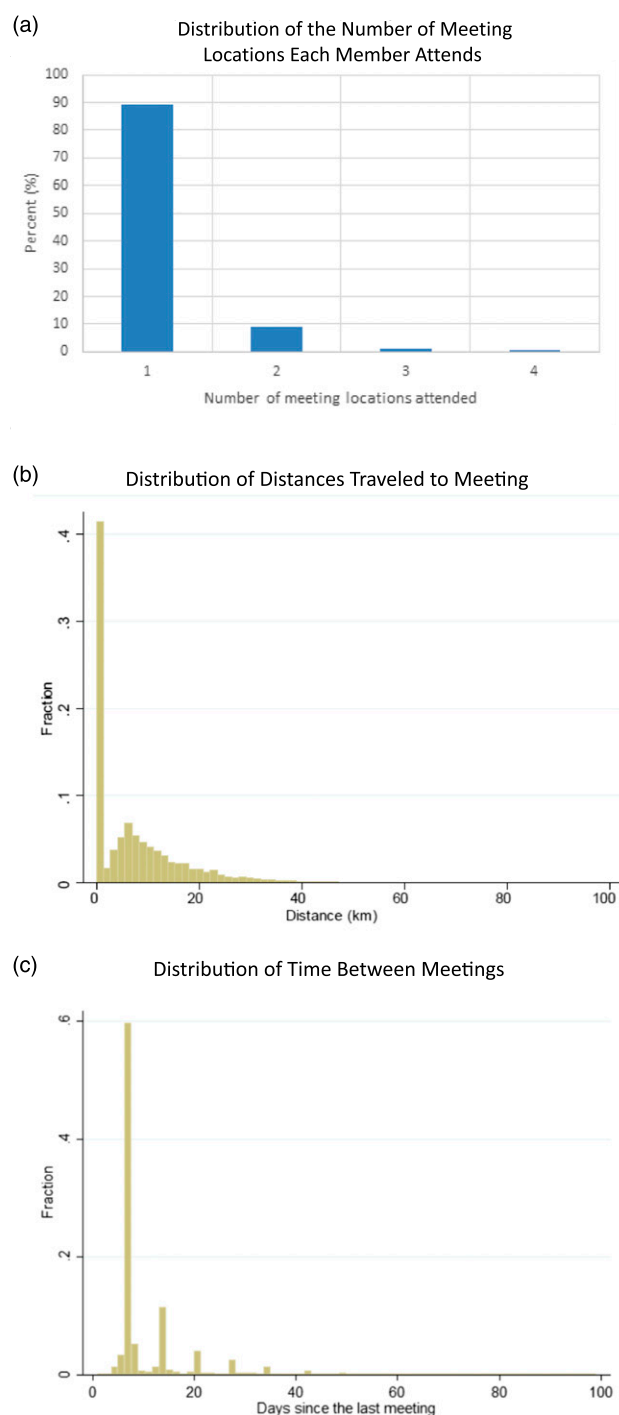 (a)
Distribution of the Number of Meeting
Locations Each Member Attends
100
90
80
70
60
50
40
30
20
10
0
Percent (%)
1 2 3 4
Number of meeting locations attended
(b)
Distribution of Distances Traveled to Meeting
.4
.3
.2
.1
0
Fraction
0 20 40 60 80 100
Distance (km)
(c)
Distribution of Time Between Meetings
.6
.4
.2
0
Fraction
0 20 40 60 80 100
Days since the last meeting